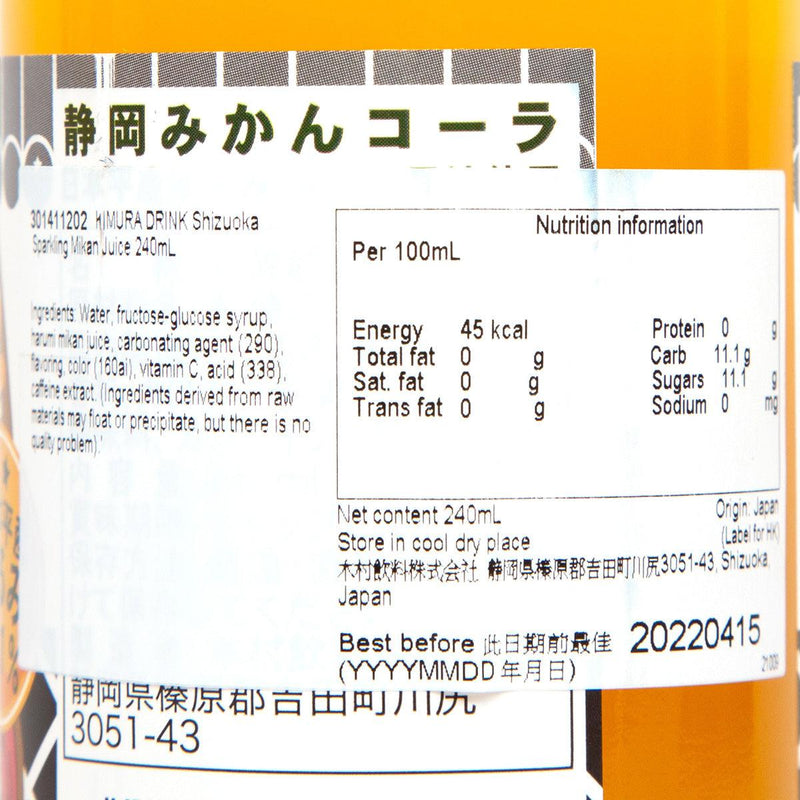 静岡みかんコーラ
301411202 KIMURA DRINK Shizuoka
Sparkling Mikan Juice 240mL
Ingredients: Water, fructose-glucose syrup,
harumi mikan juice, carbonating agent (290),
flavoring, color (160ai), vitamin C, acid (338),
caffeine extract. (Ingredients derived from raw
materials may float or precipitate, but there is no
quality problem).'
Nutrition information
Per 100mL
Energy 45 kcal Protein 0 g
Total fat 0 g Carb 11.1 g
Sat. fat 0 g Sugars 11.1 g
Trans fat 0 g Sodium 0 mg
Net content 240mL Origin: Japan
Store in cool dry place (Label for HK)
木村飲料株式会社 静岡県榛原郡吉田町川尻3051-43, Shizuoka,
Japan
Best before 此日期前最佳 20220415
(YYYYMMDD 年月日) 21009
静岡県榛原郡吉田町川尻
3051-43